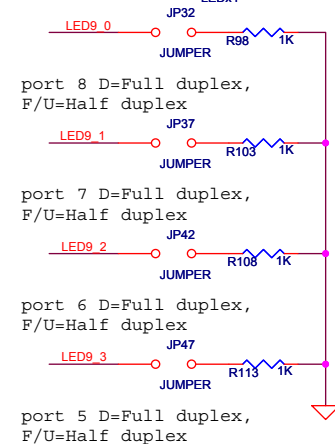 JP32
LED9_0
R98
1K
JUMPER
port 8 D=Full duplex,
F/U=Half duplex
JP37
LED9_1
R103
1K
JUMPER
port 7 D=Full duplex,
F/U=Half duplex
JP42
LED9_2
R108
1K
JUMPER
port 6 D=Full duplex,
F/U=Half duplex
JP47
LED9_3
R113
1K
JUMPER
port 5 D=Full duplex,
F/U=Half duplex